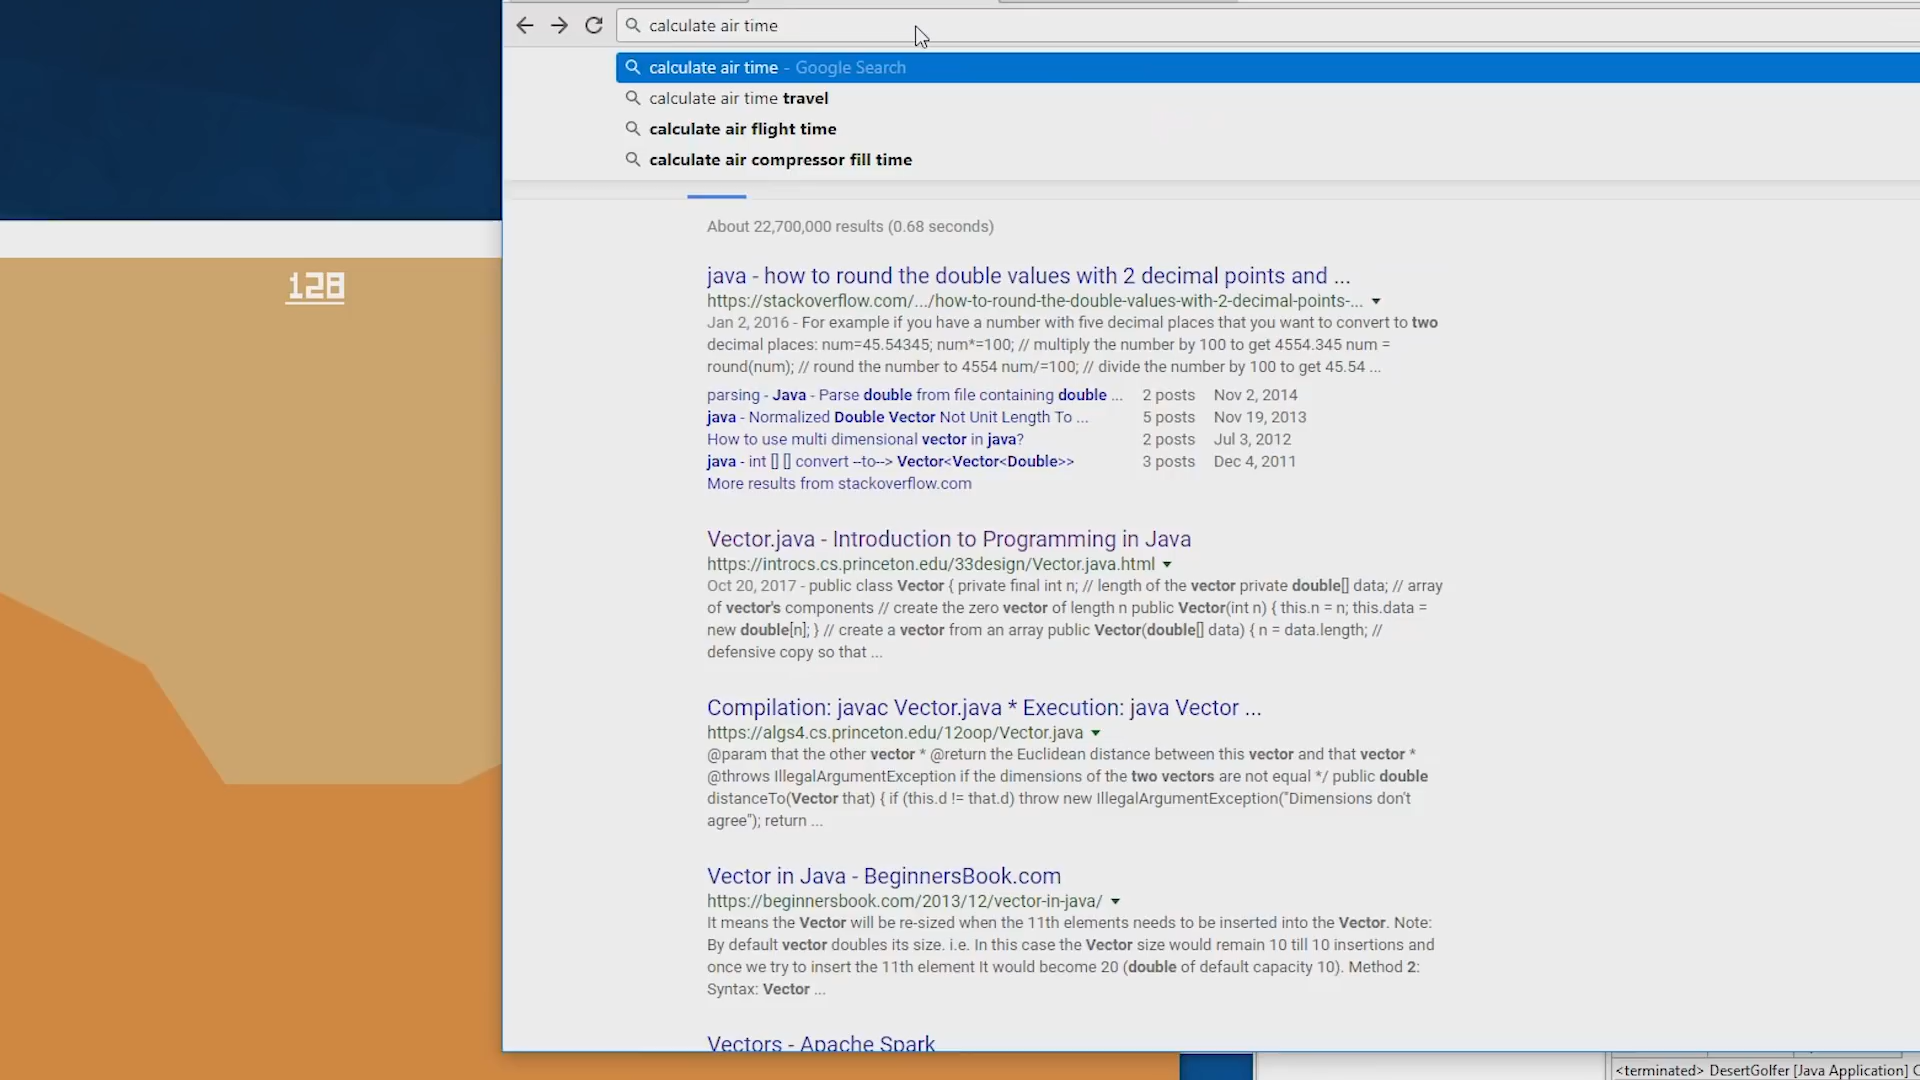 calculate air time
calculate air time - Google Search
calculate air time travel
calculate air flight time
calculate air compressor fill time
About 22,700,000 results (0.68 seconds)
128
java - how to round the double values with 2 decimal points and ...
https://stackoverflow.com/.../how-to-round-the-double-values-with-2-decimal-points-...
Jan 2, 2016 - For example if you have a number with five decimal places that you want to convert to two
decimal places: num=45.54345; num*=100; // multiply the number by 100 to get 4554.345 num =
round(num); // round the number to 4554 num/=100; // divide the number by 100 to get 45.54 ...
parsing - Java - Parse double from file containing double ... 2 posts Nov 2, 2014
java - Normalized Double Vector Not Unit Length To ... 5 posts Nov 19, 2013
How to use multi dimensional vector in java? 2 posts Jul 3, 2012
java - int [] [] convert --to--> Vector<Vector<Double>> 3 posts Dec 4, 2011
More results from stackoverflow.com
Vector.java - Introduction to Programming in Java
https://introcs.cs.princeton.edu/33design/Vector.java.html
Oct 20, 2017 - public class Vector { private final int n; // length of the vector private double[] data; // array
of vector's components // create the zero vector of length n public Vector(int n) { this.n = n; this.data =
new double[n]; } // create a vector from an array public Vector(double[] data) { n = data.length; //
defensive copy so that ...
Compilation: javac Vector.java * Execution: java Vector ...
https://algs4.cs.princeton.edu/12oop/Vector.java
@param that the other vector * @return the Euclidean distance between this vector and that vector *
@throws IllegalArgumentException if the dimensions of the two vectors are not equal */ public double
distanceTo(Vector that) { if (this.d != that.d) throw new IllegalArgumentException("Dimensions don't
agree"); return ...
Vector in Java - BeginnersBook.com
https://beginnersbook.com/2013/12/vector-in-java/
It means the Vector will be re-sized when the 11th elements needs to be inserted into the Vector. Note:
By default vector doubles its size. i.e. In this case the Vector size would remain 10 till 10 insertions and
once we try to insert the 11th element It would become 20 (double of default capacity 10). Method 2:
Syntax: Vector ...
Vectors - Apache Spark
<terminated> DesertGolfer [Java Application] C